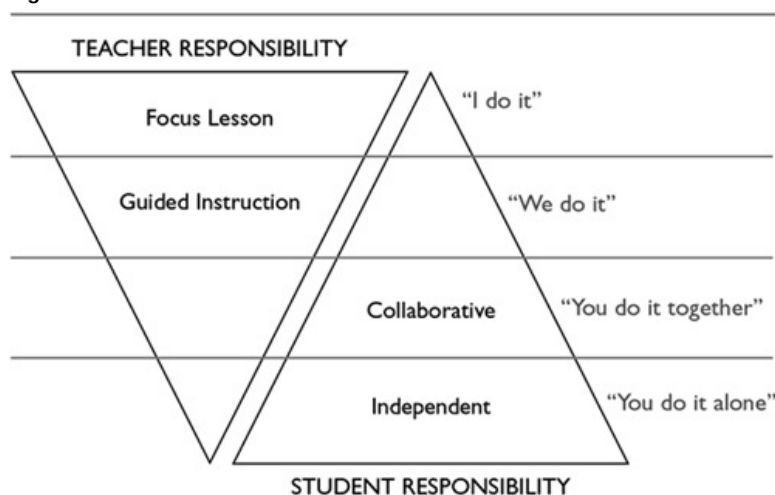 TEACHER RESPONSIBILITY
Focus Lesson
"I do it"
Guided Instruction
"We do it"
Collaborative
"You do it together"
Independent
"You do it alone"
STUDENT RESPONSIBILITY